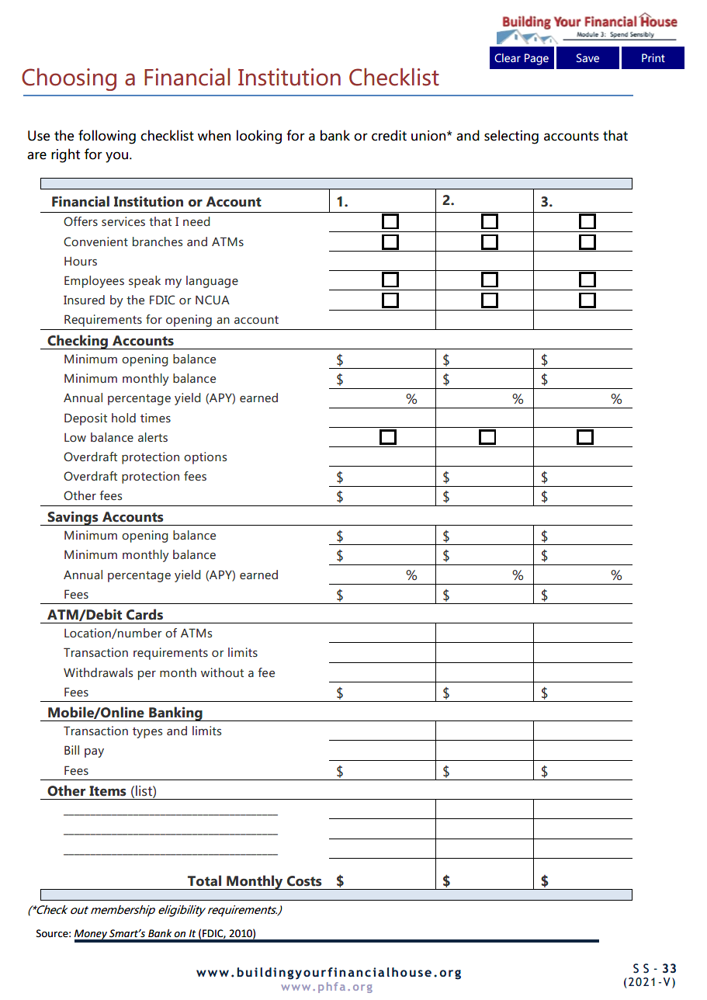 Building Your Financial House
Module 3: Spend Sensibly
Clear Page Save Print
Choosing a Financial Institution Checklist
Use the following checklist when looking for a bank or credit union* and selecting accounts that
are right for you.
Financial Institution or Account 1. 2. 3.
Offers services that I need
Convenient branches and ATMs
Hours
Employees speak my language
Insured by the FDIC or NCUA
Requirements for opening an account
Checking Accounts
Minimum opening balance $ $ $
Minimum monthly balance $ $ $
Annual percentage yield (APY) earned % % %
Deposit hold times
Low balance alerts
Overdraft protection options
Overdraft protection fees $ $ $
Other fees $ $ $
Savings Accounts
Minimum opening balance $ $ $
Minimum monthly balance $ $ $
Annual percentage yield (APY) earned % % %
Fees $ $ $
ATM/Debit Cards
Location/number of ATMs
Transaction requirements or limits
Withdrawals per month without a fee
Fees $ $ $
Mobile/Online Banking
Transaction types and limits
Bill pay
Fees $ $ $
Other Items (list)
Total Monthly Costs $ $ $
(*Check out membership eligibility requirements.)
Source: Money Smart's Bank on It (FDIC, 2010)
www.buildingyourfinancialhouse.org
www.phfa.org
SS-33
(2021-V)